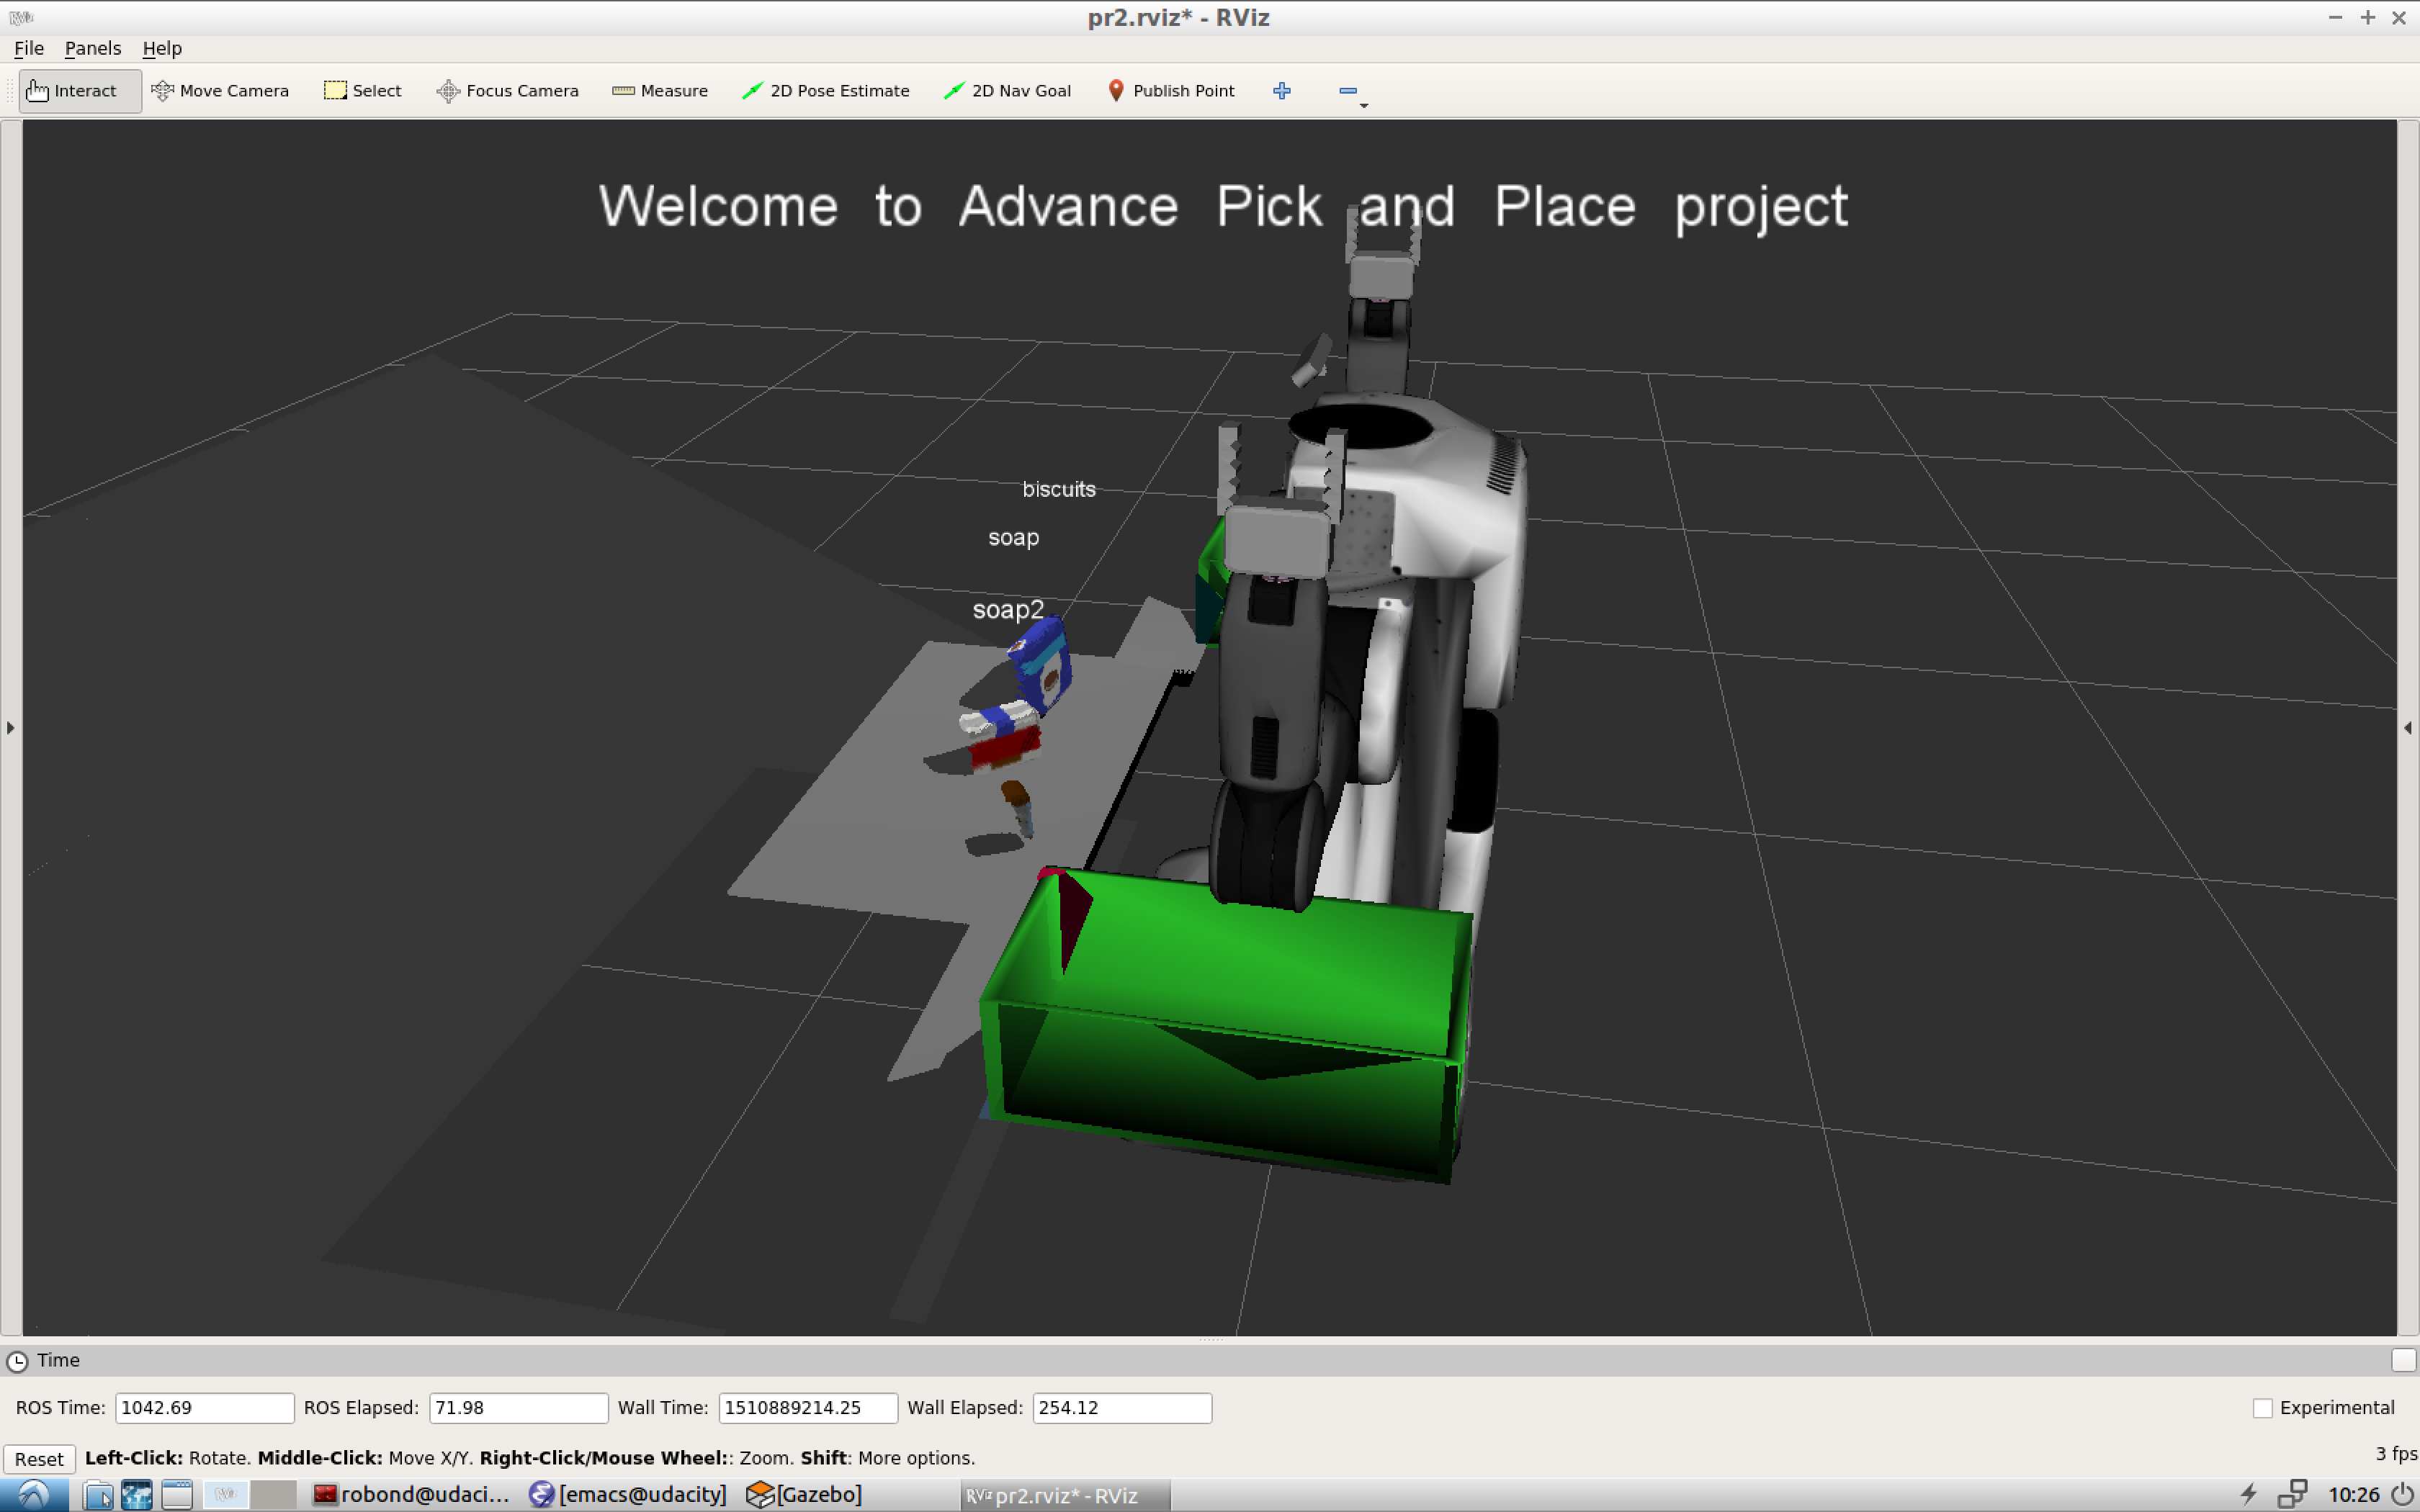 RViz pr2.rviz* - RViz
File Panels Help
Interact Move Camera Select Focus Camera Measure 2D Pose Estimate 2D Nav Goal Publish Point
Welcome to Advance Pick and Place project
biscuits
soap
soap2
Time
ROS Time: 1042.69 ROS Elapsed: 71.98 Wall Time: 1510889214.25 Wall Elapsed: 254.12 Experimental
Reset Left-Click: Rotate. Middle-Click: Move X/Y. Right-Click/Mouse Wheel:: Zoom. Shift: More options. 3 fps
RViz robond@udaci... [emacs@udacity] [Gazebo] RViz pr2.rviz* - RViz 10:26